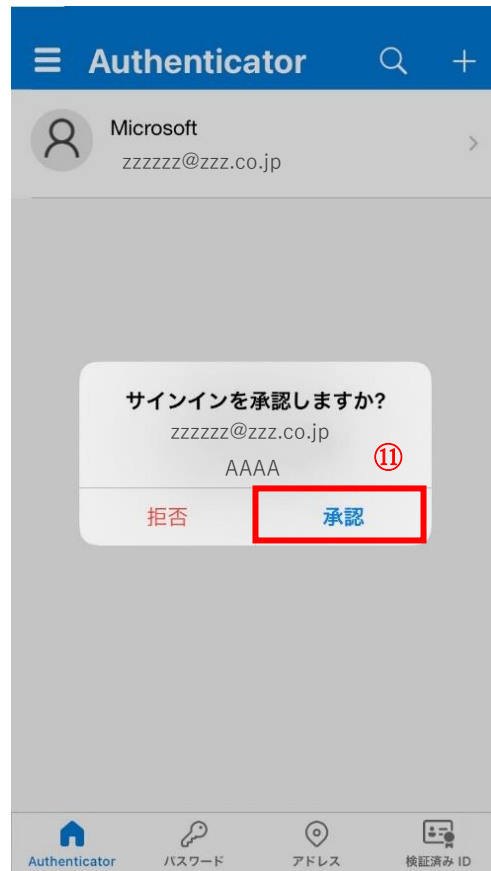 Authenticator
Microsoft
zzzzzz@zzz.co.jp
サインインを承認しますか?
zzzzzz@zzz.co.jp
AAAA
⑪
拒否
承認
Authenticator
パスワード
アドレス
検証済み ID